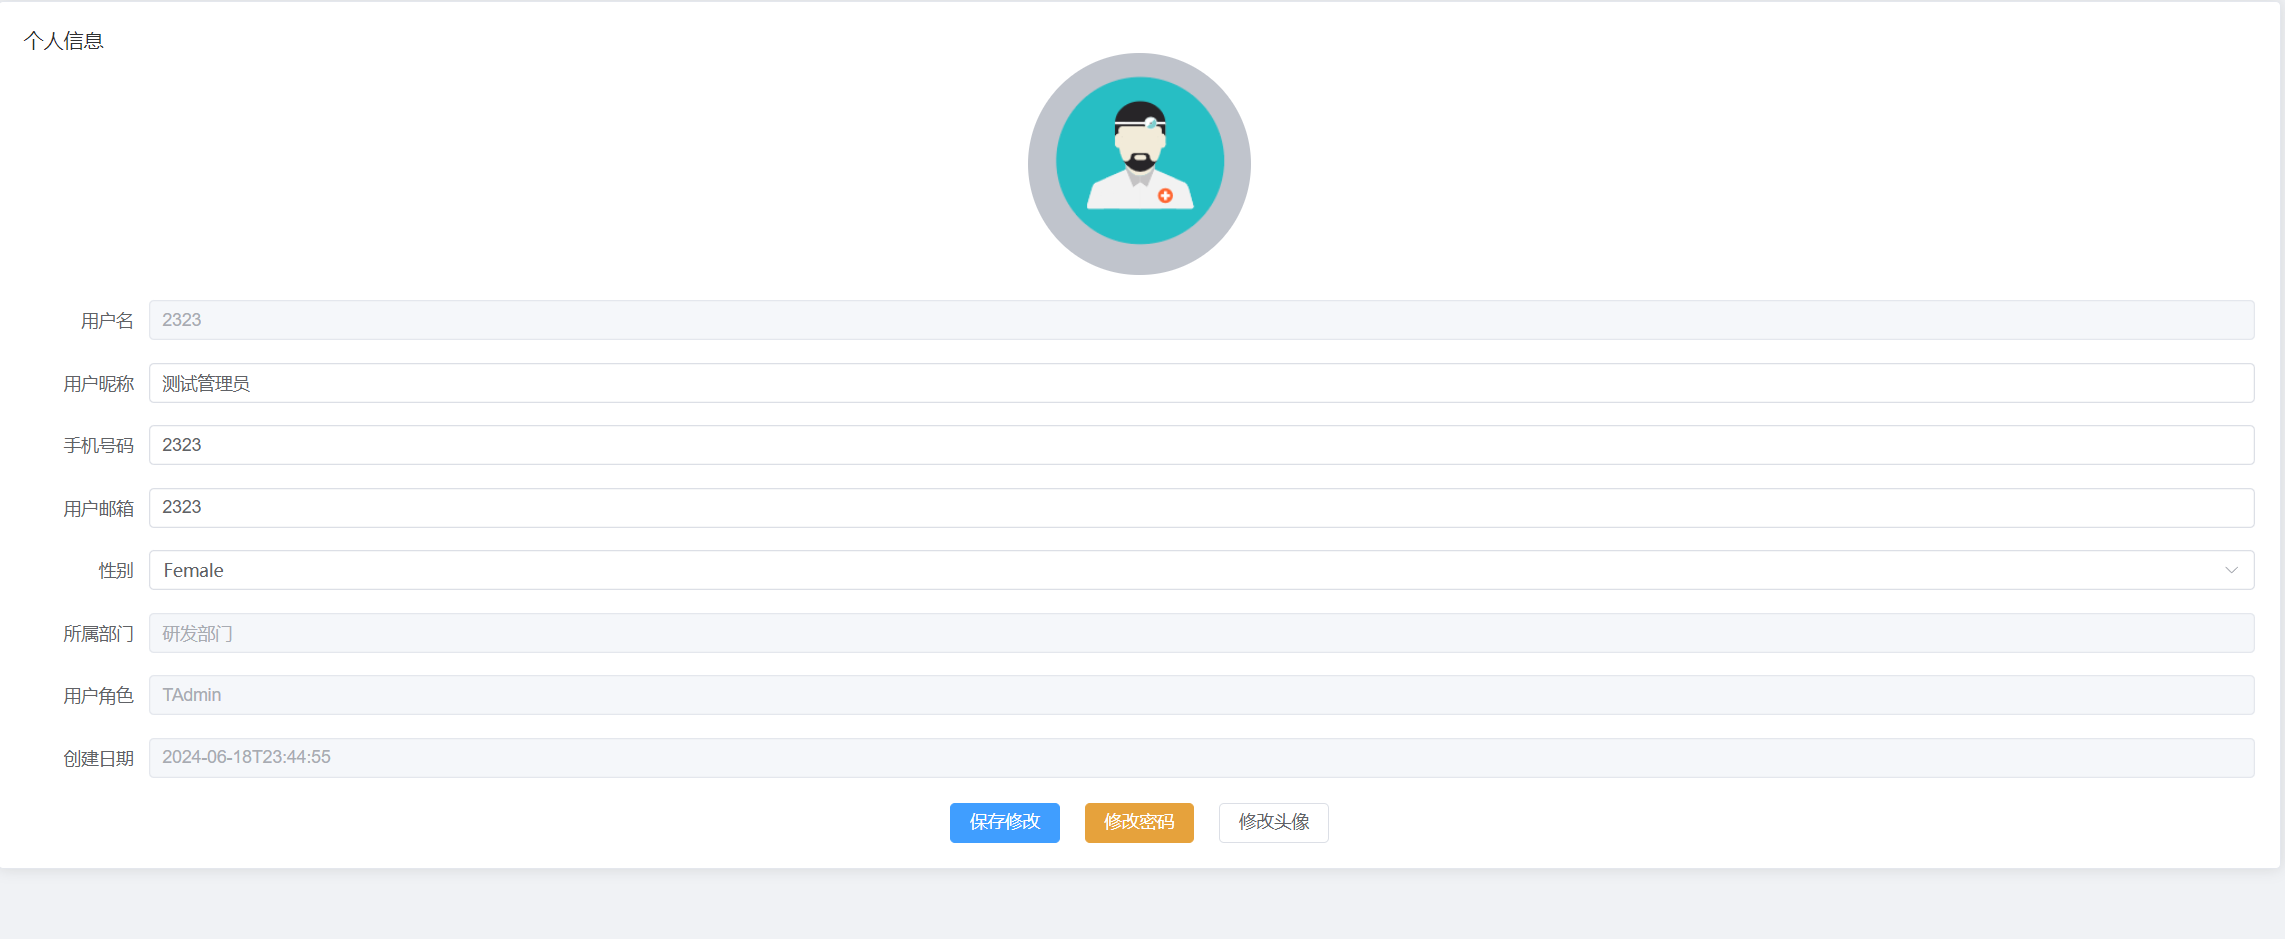 个人信息
用户名 2323
用户昵称 测试管理员
手机号码 2323
用户邮箱 2323
性别 Female
所属部门 研发部门
用户角色 TAdmin
创建日期 2024-06-18T23:44:55
保存修改 修改密码 修改头像